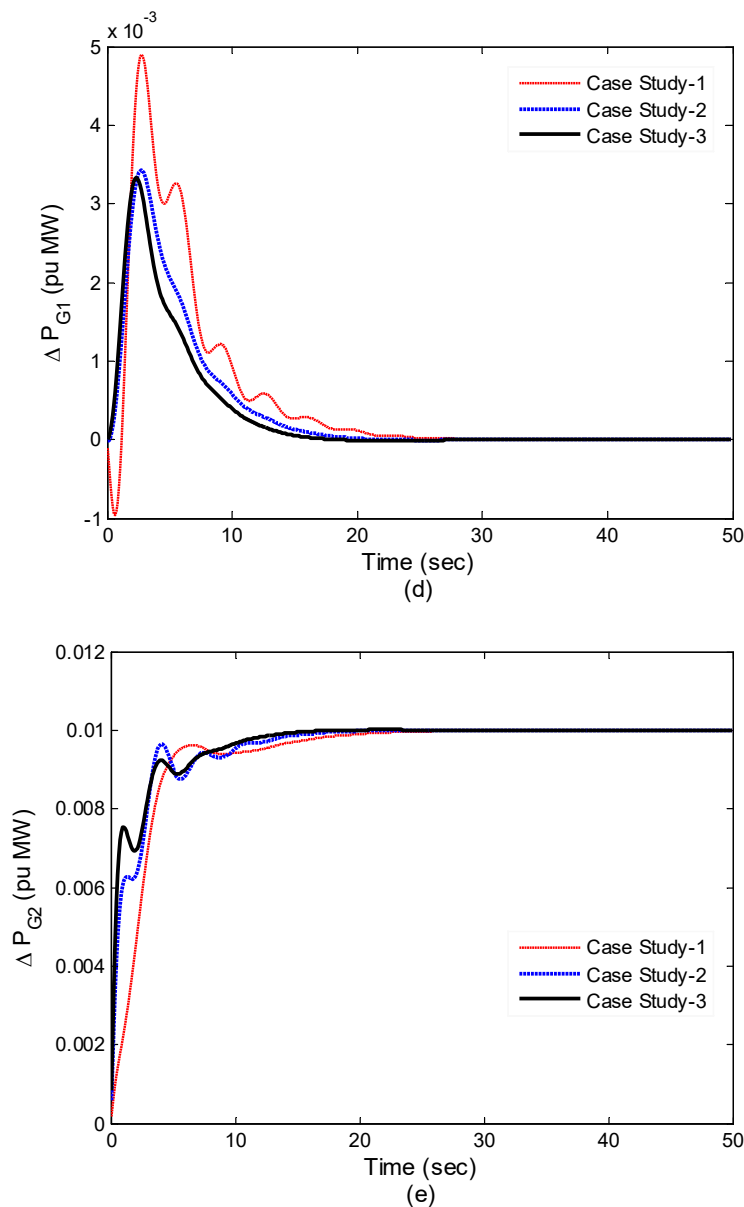 x 10⁻³
5
4
3
2
1
0
-1
Δ P_G1 (pu MW)
Case Study-1
Case Study-2
Case Study-3
0 10 20 30 40 50
Time (sec)
(d)
0.012
0.01
0.008
0.006
0.004
0.002
0
Δ P_G2 (pu MW)
Case Study-1
Case Study-2
Case Study-3
0 10 20 30 40 50
Time (sec)
(e)